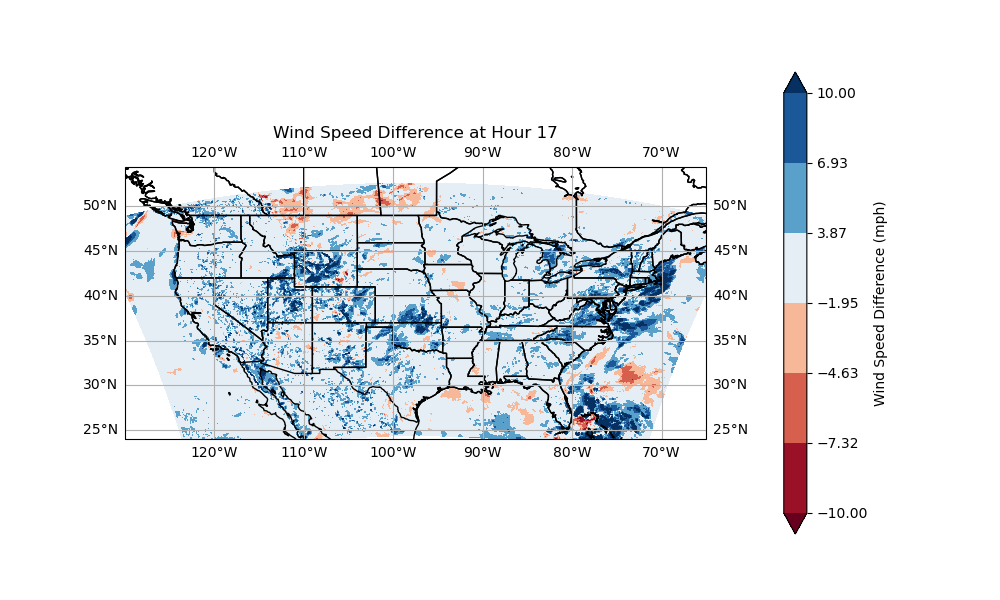 Wind Speed Difference at Hour 17
120°W 110°W 100°W 90°W 80°W 70°W
50°N 50°N
45°N 45°N
40°N 40°N
35°N 35°N
30°N 30°N
25°N 25°N
120°W 110°W 100°W 90°W 80°W 70°W
10.00
6.93
3.87
−1.95
−4.63
−7.32
−10.00
Wind Speed Difference (mph)